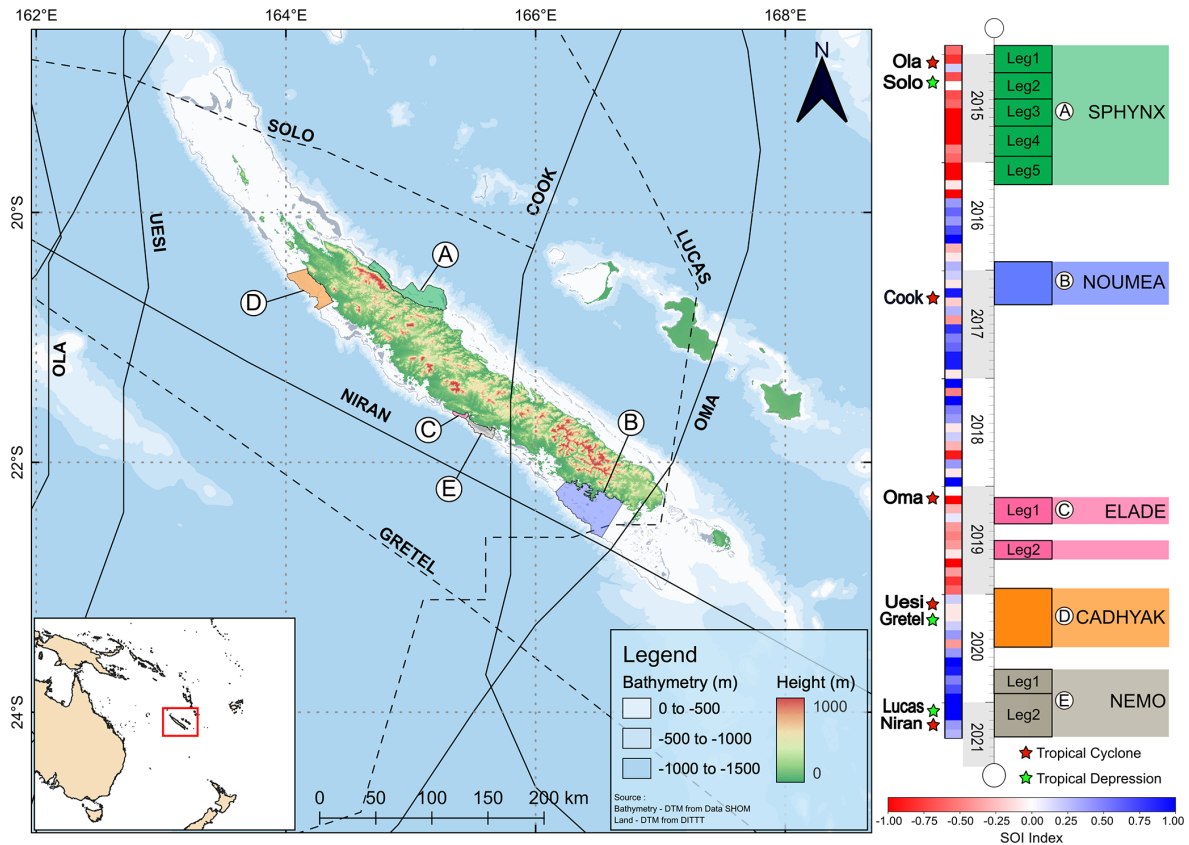 162°E 164°E 166°E 168°E
20°S
22°S
24°S
N
SOLO
COOK
UESI
LUCAS
OLA
NIRAN
OMA
GRETEL
A
D
C
B
E
Legend
Bathymetry (m)
0 to -500
-500 to -1000
-1000 to -1500
Height (m)
1000
0
Source :
Bathymetry - DTM from Data SHOM
Land - DTM from DITTT
0 50 100 150 200 km
Ola
Solo
Cook
Oma
Uesi
Gretel
Lucas
Niran
2015
2016
2017
2018
2019
2020
2021
Leg1
Leg2
Leg3
Leg4
Leg5
A SPHYNX
B NOUMEA
Leg1
C ELADE
Leg2
D CADHYAK
Leg1
Leg2
E NEMO
Tropical Cyclone
Tropical Depression
-1.00 -0.75 -0.50 -0.25 0.00 0.25 0.50 0.75 1.00
SOI Index